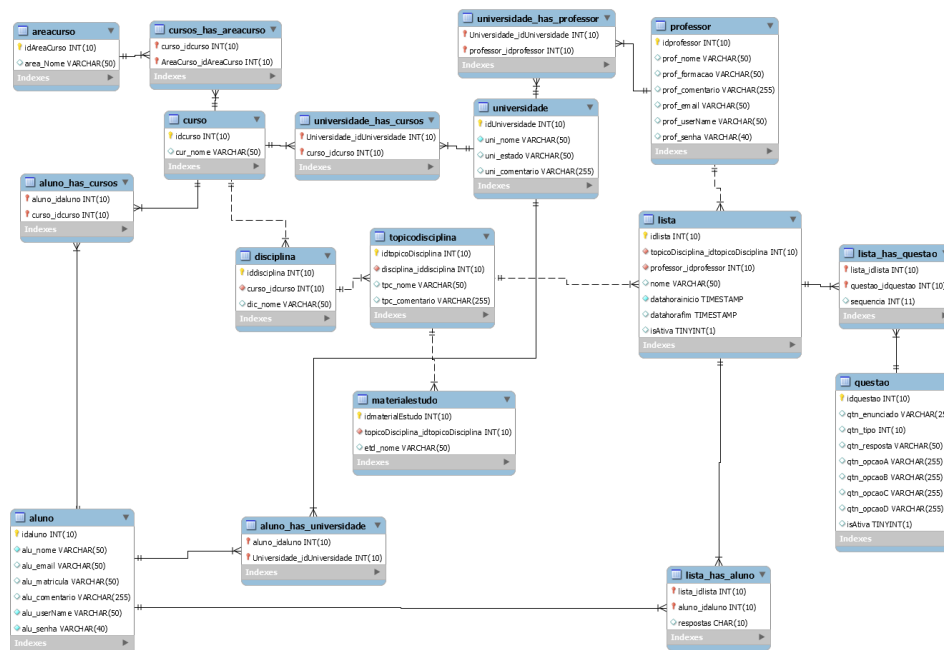 areacurso
idAreaCurso INT(10)
area_Nome VARCHAR(50)
Indexes
cursos_has_areacurso
curso_idcurso INT(10)
AreaCurso_idAreaCurso INT(10)
Indexes
universidade_has_professor
Universidade_idUniversidade INT(10)
professor_idprofessor INT(10)
Indexes
professor
idprofessor INT(10)
prof_nome VARCHAR(50)
prof_formacao VARCHAR(50)
prof_comentario VARCHAR(255)
prof_email VARCHAR(50)
prof_userName VARCHAR(50)
prof_senha VARCHAR(40)
Indexes
curso
idcurso INT(10)
cur_nome VARCHAR(50)
Indexes
universidade_has_cursos
Universidade_idUniversidade INT(10)
curso_idcurso INT(10)
Indexes
universidade
idUniversidade INT(10)
uni_nome VARCHAR(50)
uni_estado VARCHAR(50)
uni_comentario VARCHAR(255)
Indexes
aluno_has_cursos
aluno_idaluno INT(10)
curso_idcurso INT(10)
Indexes
disciplina
iddisciplina INT(10)
curso_idcurso INT(10)
dic_nome VARCHAR(50)
Indexes
topicodisciplina
idtopicoDisciplina INT(10)
disciplina_iddisciplina INT(10)
tpc_nome VARCHAR(50)
tpc_comentario VARCHAR(255)
Indexes
lista
idlista INT(10)
topicoDisciplina_idtopicoDisciplina INT(10)
professor_idprofessor INT(10)
nome VARCHAR(50)
datahorainicio TIMESTAMP
datahorafim TIMESTAMP
isAtiva TINYINT(1)
Indexes
lista_has_questao
lista_idlista INT(10)
questao_idquestao INT(10)
sequencia INT(11)
Indexes
materialestudo
idmaterialEstudo INT(10)
topicoDisciplina_idtopicoDisciplina INT(10)
etd_nome VARCHAR(50)
Indexes
questao
idquestao INT(10)
qtn_enunciado VARCHAR(25
qtn_tipo INT(10)
qtn_resposta VARCHAR(50)
qtn_opcaoA VARCHAR(255)
qtn_opcaoB VARCHAR(255)
qtn_opcaoC VARCHAR(255)
qtn_opcaoD VARCHAR(255)
isAtiva TINYINT(1)
Indexes
aluno
idaluno INT(10)
alu_nome VARCHAR(50)
alu_email VARCHAR(50)
alu_matricula VARCHAR(50)
alu_comentario VARCHAR(255)
alu_userName VARCHAR(50)
alu_senha VARCHAR(40)
Indexes
aluno_has_universidade
aluno_idaluno INT(10)
Universidade_idUniversidade INT(10)
Indexes
lista_has_aluno
lista_idlista INT(10)
aluno_idaluno INT(10)
respostas CHAR(10)
Indexes